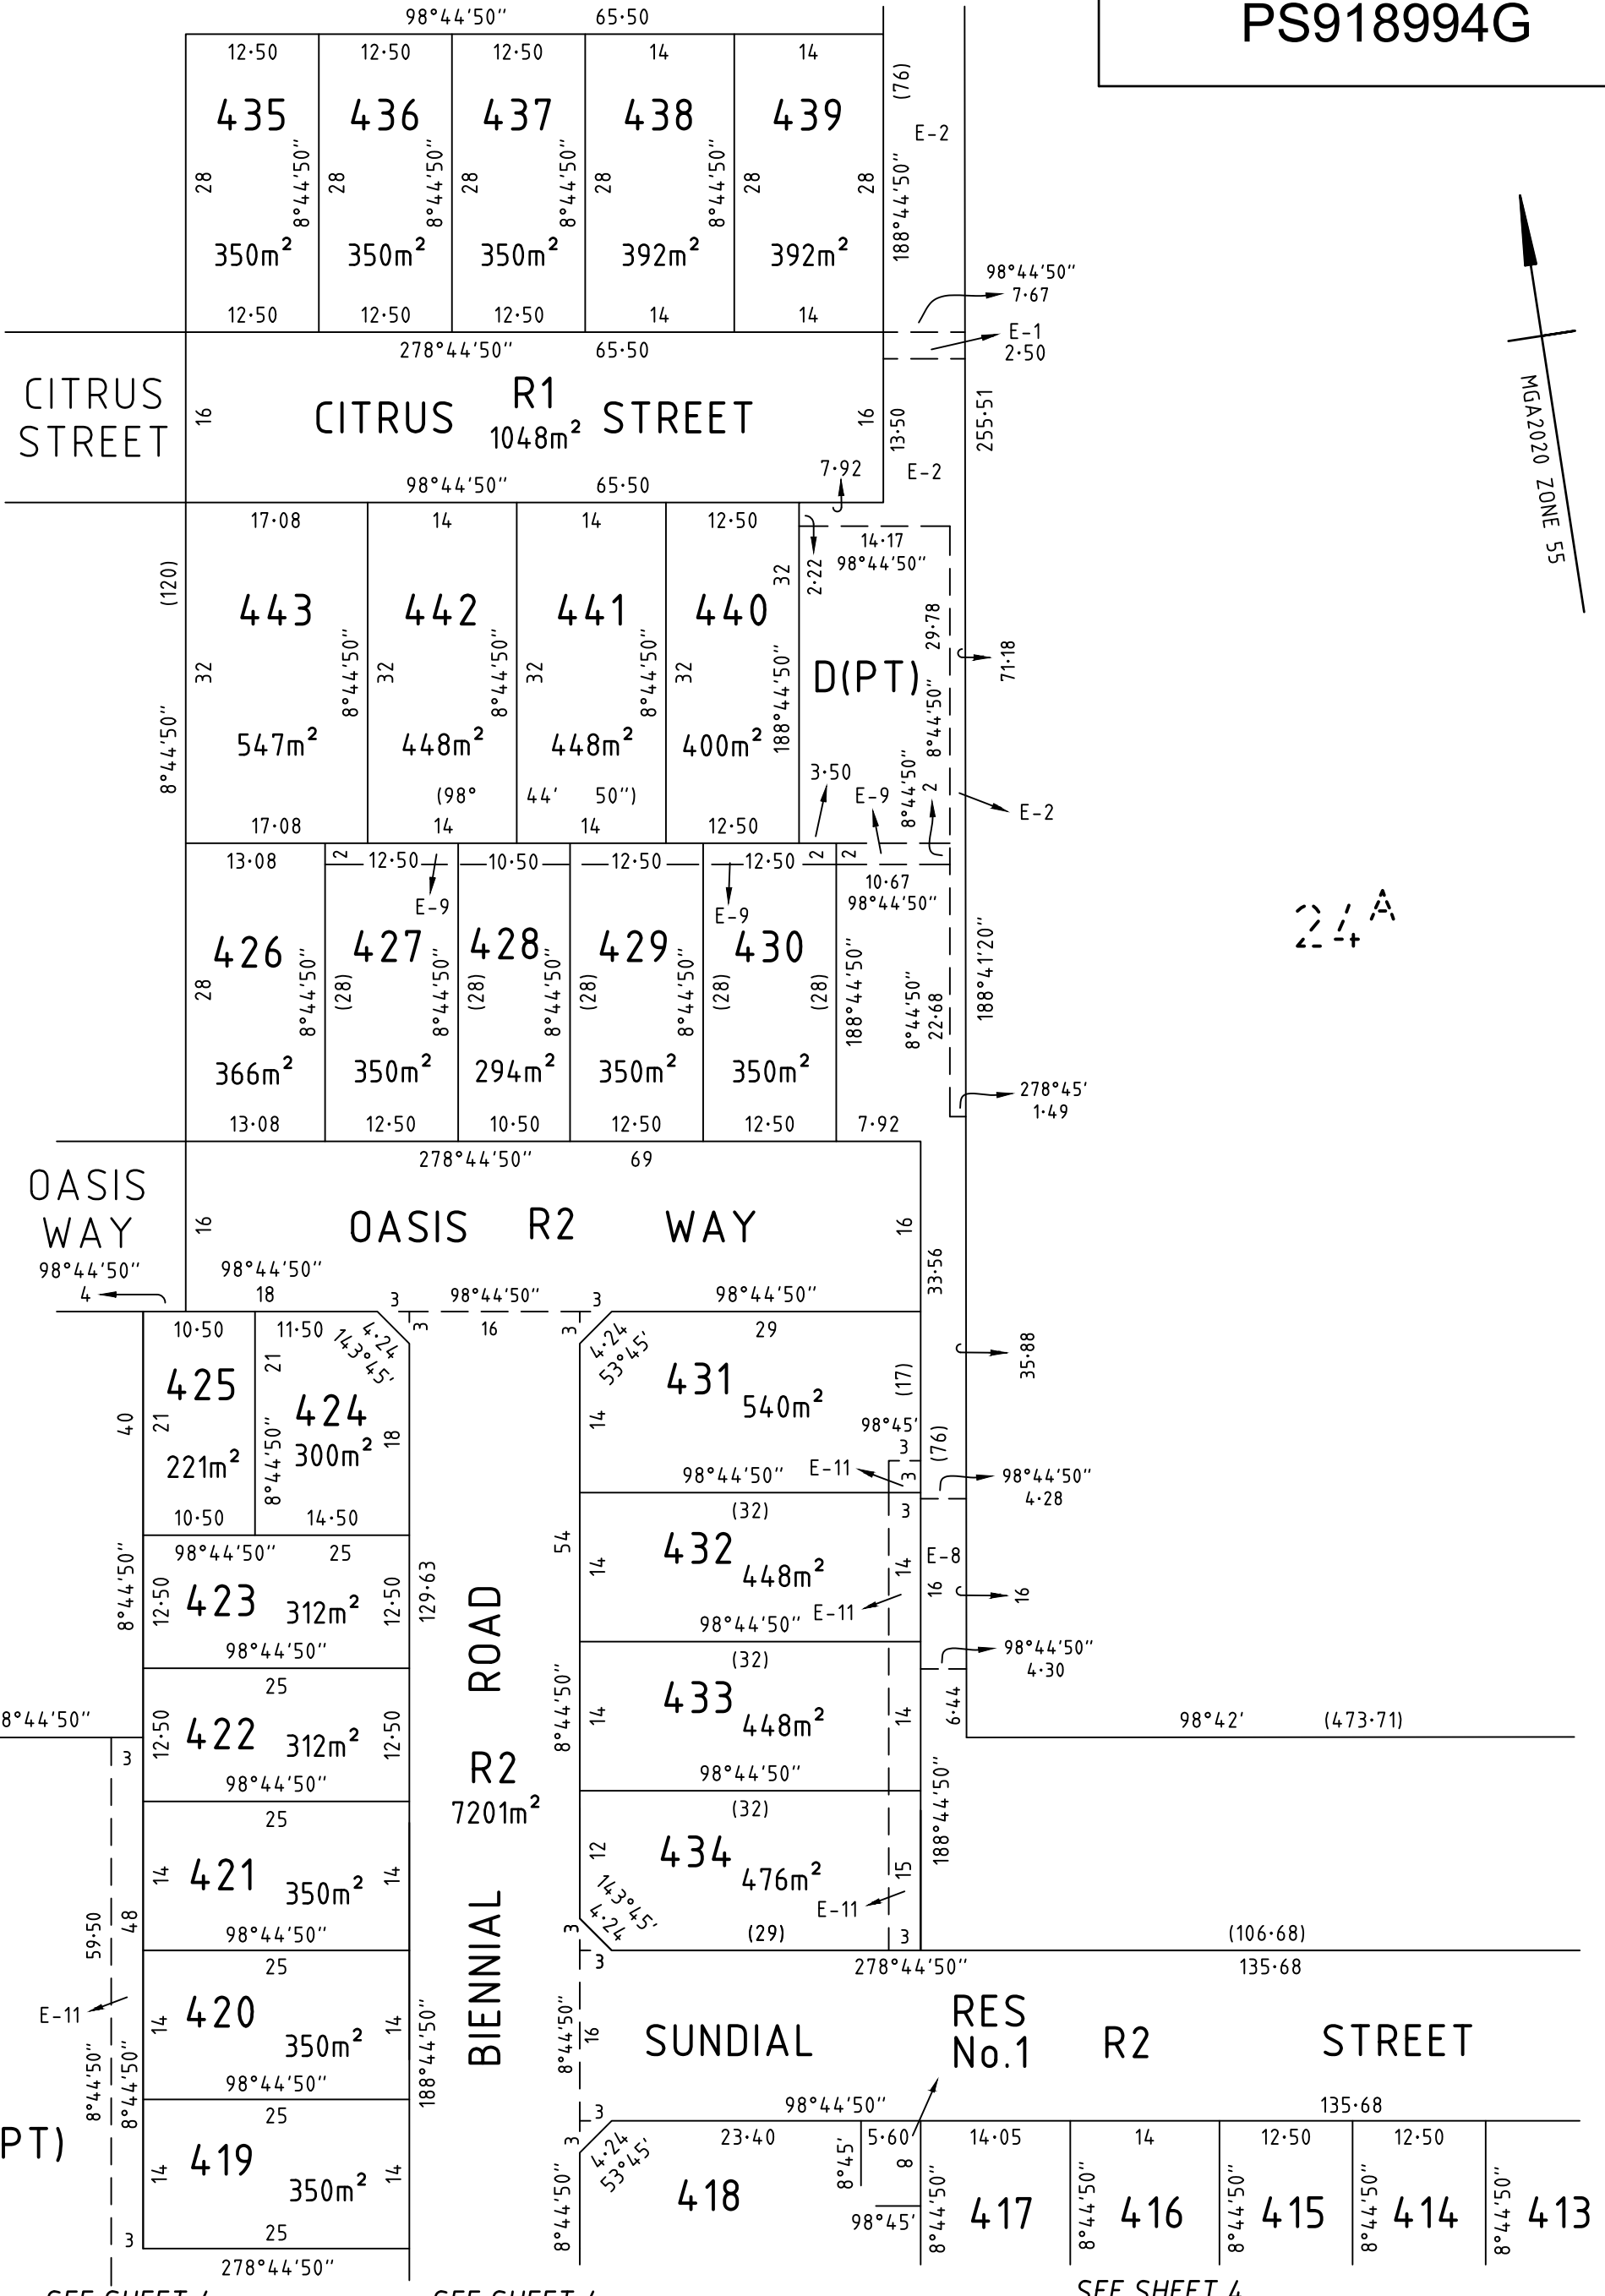 PS918994G
98°44'50" 65·50
12·50 12·50 12·50 14 14
435 436 437 438 439
(76)
E-2
28 8°44'50" 28 8°44'50" 28 8°44'50" 28 8°44'50" 28 28 188°44'50"
350m² 350m² 350m² 392m² 392m²
12·50 12·50 12·50 14 14
98°44'50"
7·67
E-1
2·50
278°44'50" 65·50
CITRUS
STREET
16
CITRUS R1 STREET
1048m²
16
13·50
255·51
E-2
98°44'50" 65·50
7·92
MGA2020 ZONE 55
17·08 14 14 12·50
2·22
14·17
98°44'50"
(120)
8°44'50"
443 442 441 440
32 8°44'50" 32 8°44'50" 32 8°44'50" 32 32 188°44'50"
D(PT)
29·78
8°44'50"
71·18
547m² 448m² 448m² 400m²
(98° 44' 50")
3·50
E-9
8°44'50"
2
E-2
17·08 14 14 12·50
13·08 2 12·50 10·50 12·50 12·50 2 2
E-9
E-9
10·67
98°44'50"
426 427 428 429 430
28 8°44'50" (28) 8°44'50" (28) 8°44'50" (28) 8°44'50" (28) (28) 188°44'50"
8°44'50"
22·68
188°41'20"
24A
366m² 350m² 294m² 350m² 350m²
278°45'
1·49
13·08 12·50 10·50 12·50 12·50 7·92
278°44'50" 69
OASIS
WAY
16
OASIS R2 WAY
16
33·56
98°44'50"
4
98°44'50"
18
3 98°44'50" 3
3 16 3
98°44'50"
29
10·50 11·50
4·24
143°45'
4·24
53°45'
35·88
425
21
221m²
10·50
21
8°44'50"
424
300m²
18
14·50
40
8°44'50"
431 540m²
14
(17)
98°45'
3
3
E-11
(76)
98°44'50"
4·28
98°44'50"
(32)
3
98°44'50" 25
423 312m²
12·50 12·50
98°44'50"
129·63
54
8°44'50"
432 448m²
14 14
E-11
98°44'50"
E-8
16
16
98°44'50"
4·30
25
422 312m²
12·50 12·50
98°44'50"
(32)
433 448m²
14 14
98°44'50"
6·44
98°42' (473·71)
8°44'50"
3
BIENNIAL ROAD
R2
7201m²
188°44'50"
25
421 350m²
14 14
98°44'50"
(32)
434 476m²
12 15
143°45'
4·24
E-11
(29) 3
3
3
188°44'50"
59·50
48
E-11
8°44'50"
8°44'50"
25
420 350m²
14 14
98°44'50"
278°44'50"
(106·68)
135·68
8°44'50"
16
SUNDIAL
RES
No.1
R2 STREET
25
419 350m²
14 14
25
3
278°44'50"
PT)
98°44'50" 135·68
3
3
4·24
53°45'
8°44'50"
23·40 5·60 14·05 14 12·50 12·50
8°45' 8
98°45'
418 417 416 415 414 413
8°44'50" 8°44'50" 8°44'50" 8°44'50" 8°44'50"
SEE SHEET 4 SEE SHEET 4 SEE SHEET 4